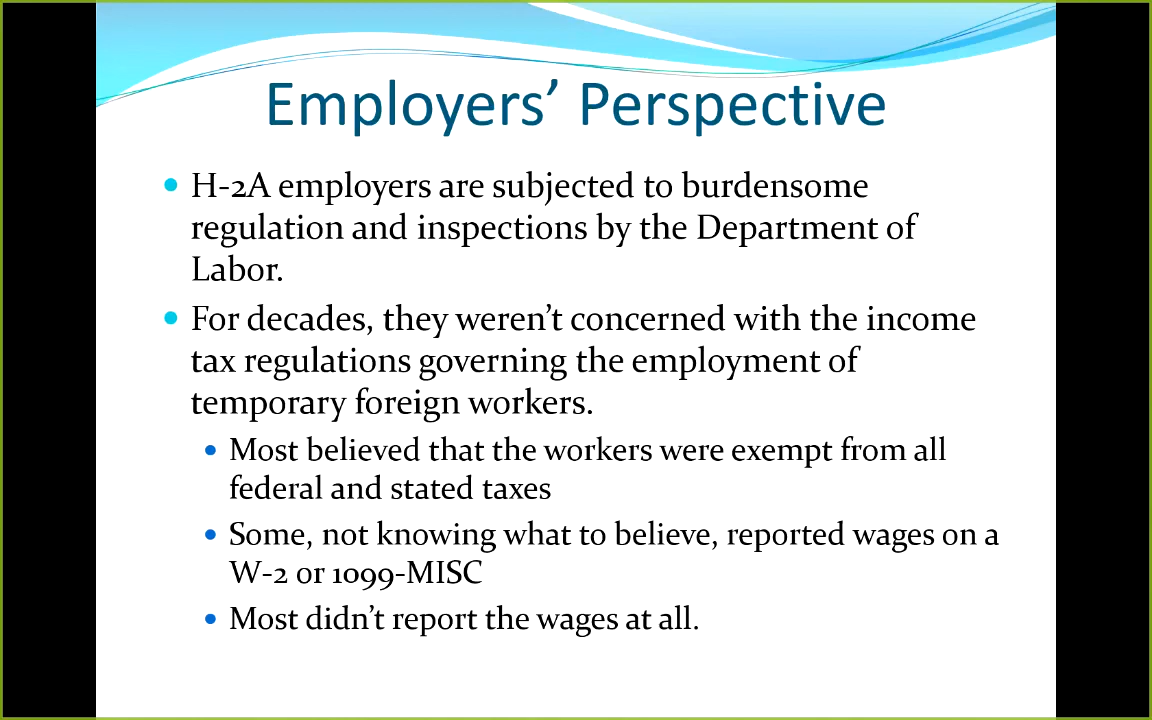 Employers’ Perspective
H-2A employers are subjected to burdensome
regulation and inspections by the Department of
Labor.
For decades, they weren’t concerned with the income
tax regulations governing the employment of
temporary foreign workers.
Most believed that the workers were exempt from all
federal and stated taxes
Some, not knowing what to believe, reported wages on a
W-2 or 1099-MISC
Most didn’t report the wages at all.